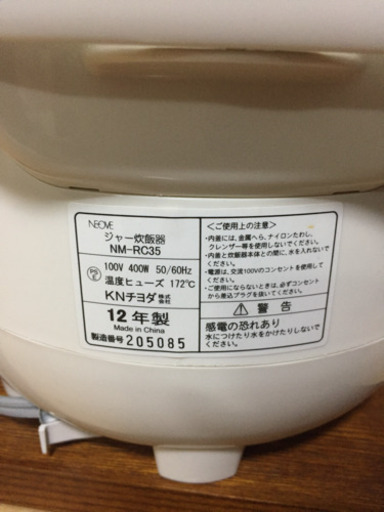 NEOVE
ジャー炊飯器
NM-RC35
PS E
100V 400W 50/60Hz
温度ヒューズ 172℃
KNチヨダ株式会社
12年製
Made in China
製造番号 205085
<ご使用上の注意>
・内釜には、金属へら、ナイロンたわし、
クレンザー等を使用しないでください。
・内釜と炊飯器本体との間に、水を入れないで
ください。
・電源は、交流100Vのコンセントを使用して
ください。
・ご使用にならないときは、必ずコンセント
から差込プラグを抜いてください。
⚠ 警告
感電の恐れあり
水につけたり水をかけたりしないで
ください。